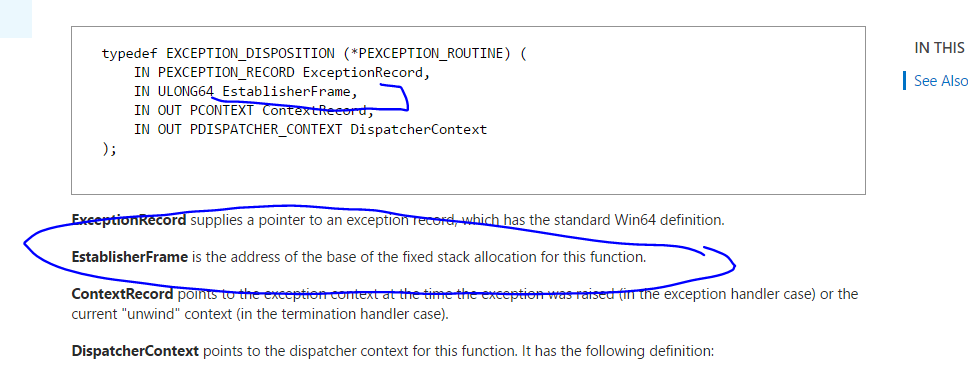 typedef EXCEPTION_DISPOSITION (*PEXCEPTION_ROUTINE) (
    IN PEXCEPTION_RECORD ExceptionRecord,
    IN ULONG64 EstablisherFrame,
    IN OUT PCONTEXT ContextRecord,
    IN OUT PDISPATCHER_CONTEXT DispatcherContext
);
IN THIS
See Also
ExceptionRecord supplies a pointer to an exception record, which has the standard Win64 definition.
EstablisherFrame is the address of the base of the fixed stack allocation for this function.
ContextRecord points to the exception context at the time the exception was raised (in the exception handler case) or the
current "unwind" context (in the termination handler case).
DispatcherContext points to the dispatcher context for this function. It has the following definition: